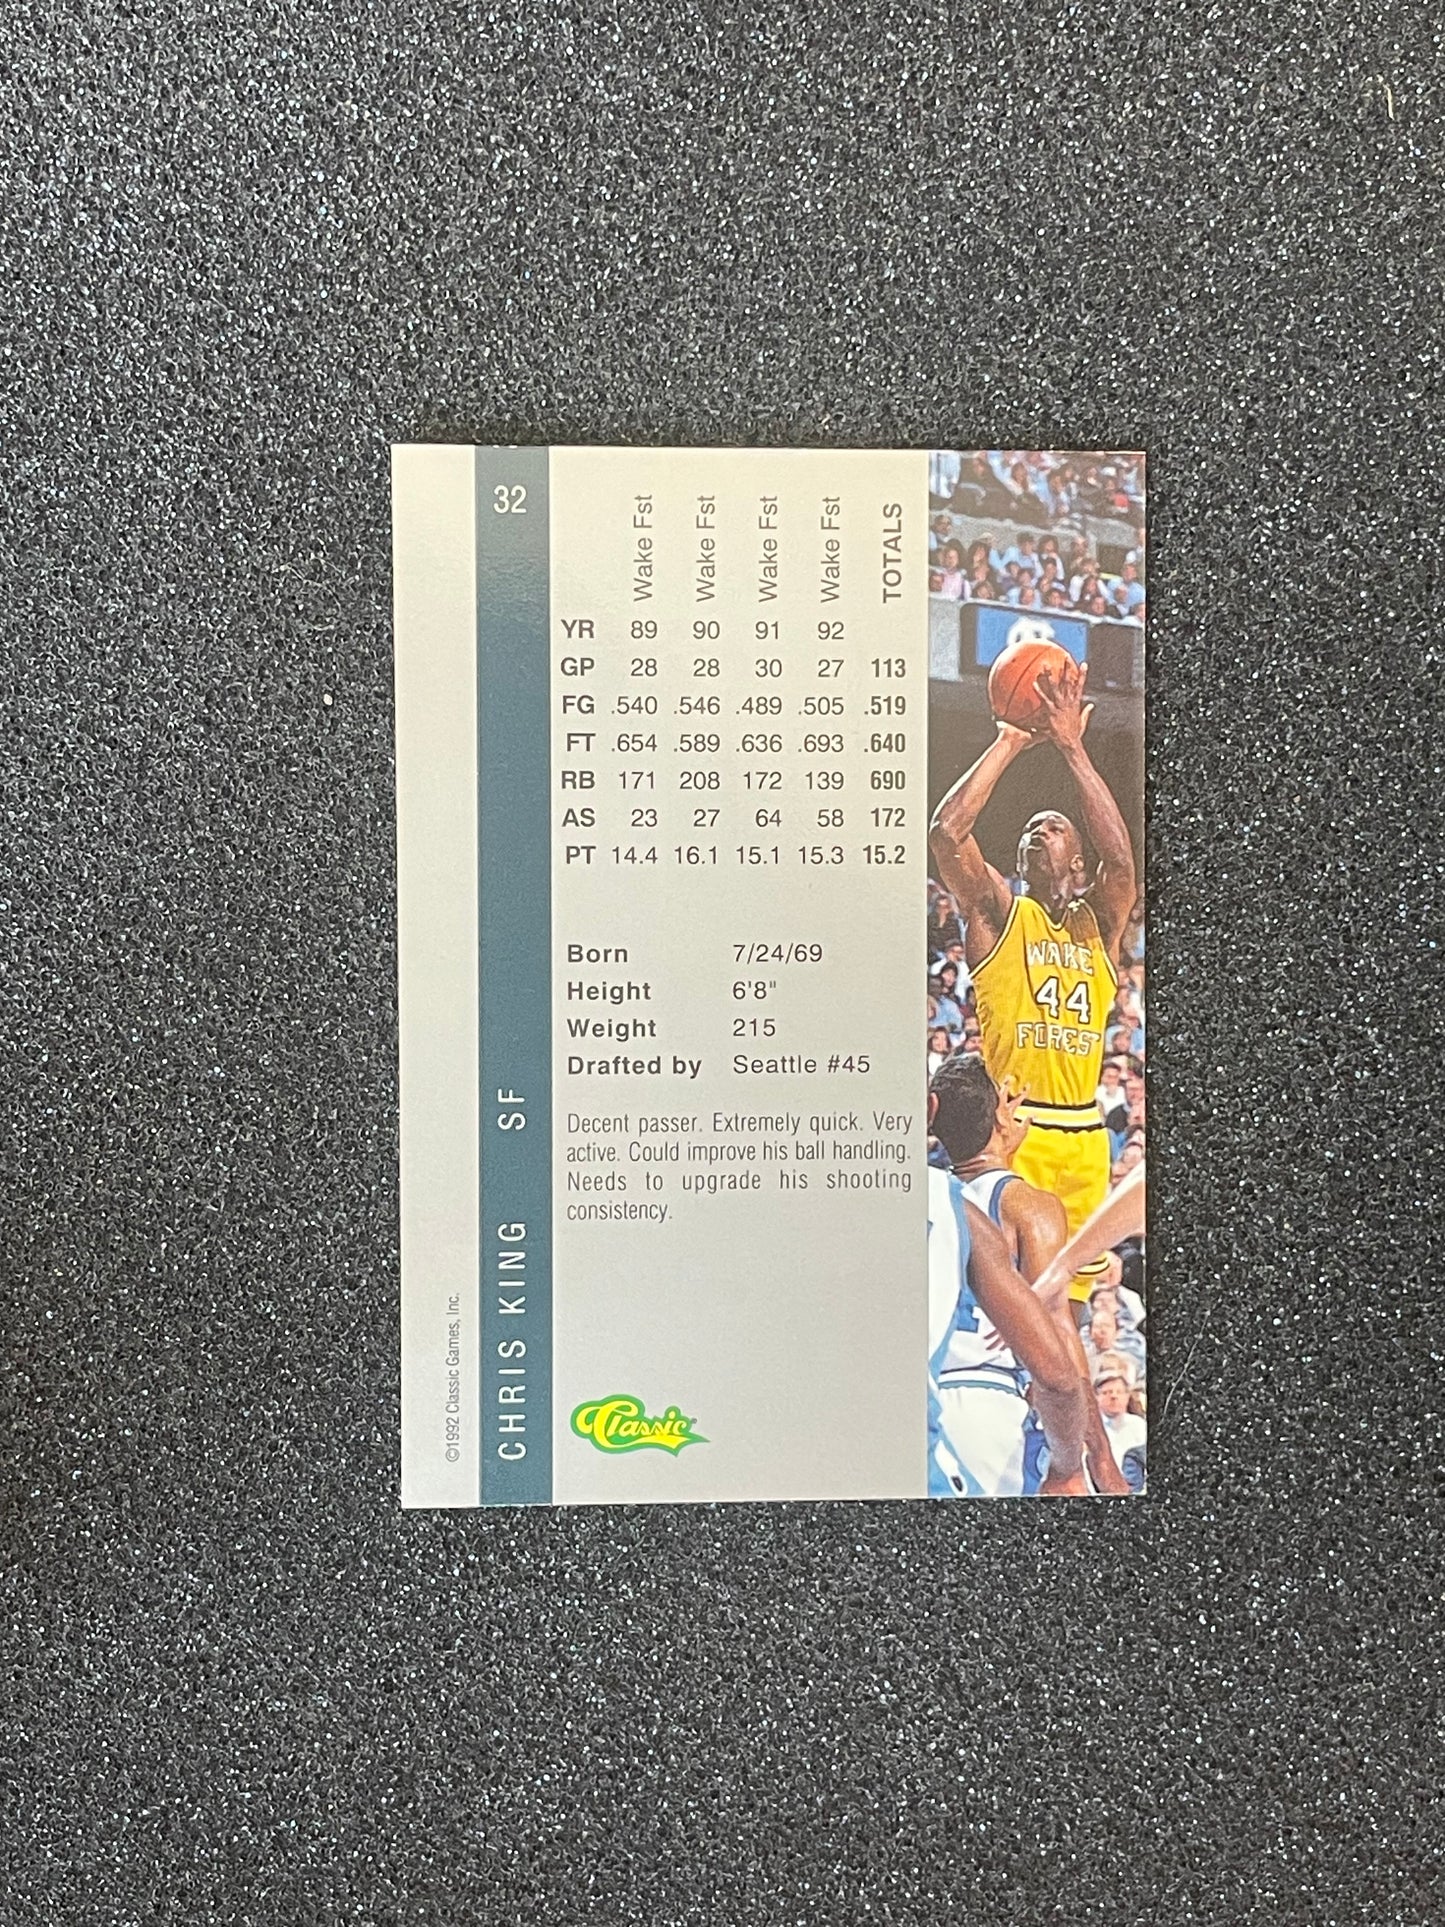 32
CHRIS KING SF
©1992 Classic Games, Inc.
Wake Fst Wake Fst Wake Fst Wake Fst TOTALS
YR 89 90 91 92
GP 28 28 30 27 113
FG .540 .546 .489 .505 .519
FT .654 .589 .636 .693 .640
RB 171 208 172 139 690
AS 23 27 64 58 172
PT 14.4 16.1 15.1 15.3 15.2
Born 7/24/69
Height 6'8"
Weight 215
Drafted by Seattle #45
Decent passer. Extremely quick. Very
active. Could improve his ball handling.
Needs to upgrade his shooting
consistency.
Classic
WAKE
44
FOREST